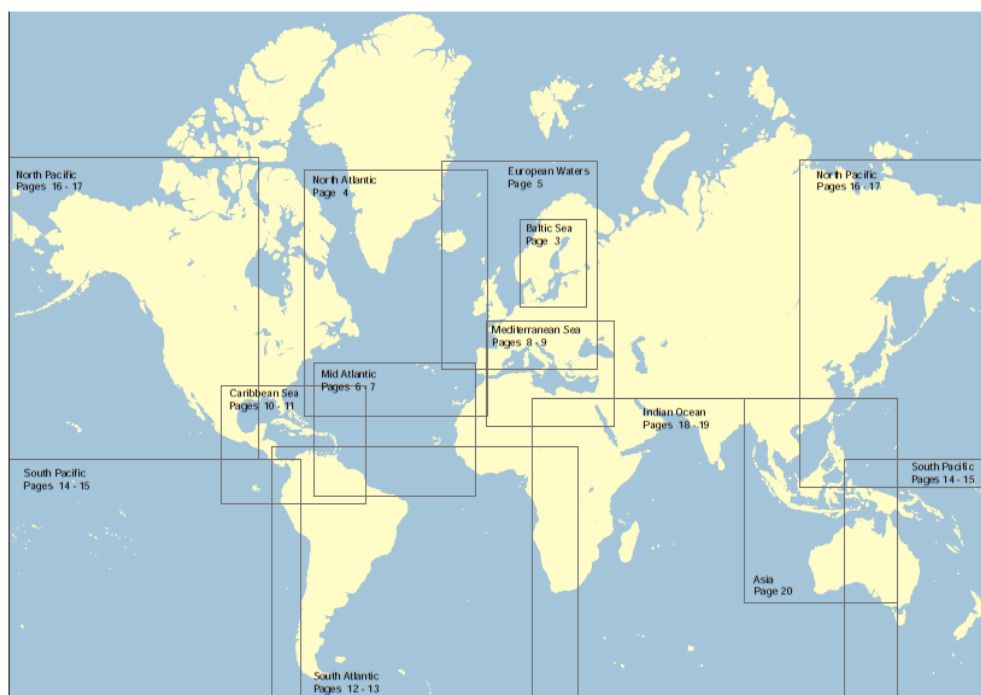 North Pacific
Pages 16 - 17
North Atlantic
Page 4
European Waters
Page 5
North Pacific
Pages 16 - 17
Baltic Sea
Page 3
Mediterranean Sea
Pages 8 - 9
Mid Atlantic
Pages 6 - 7
Caribbean Sea
Pages 10 - 11
Indian Ocean
Pages 18 - 19
South Pacific
Pages 14 - 15
South Pacific
Pages 14 - 15
Asia
Page 20
South Atlantic
Pages 12 - 13